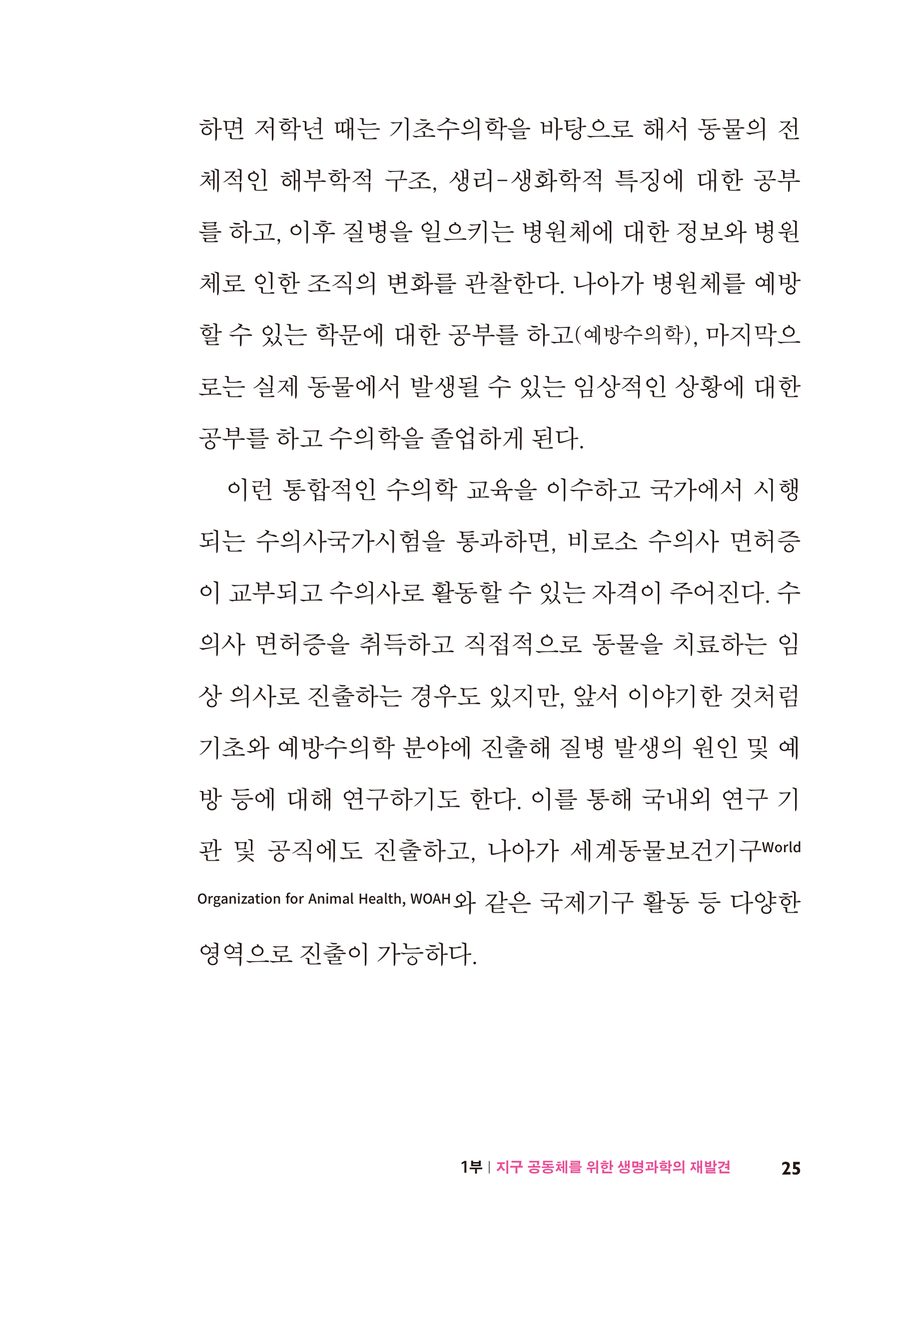 하면 저학년 때는 기초수의학을 바탕으로 해서 동물의 전
체적인 해부학적 구조, 생리-생화학적 특징에 대한 공부
를 하고, 이후 질병을 일으키는 병원체에 대한 정보와 병원
체로 인한 조직의 변화를 관찰한다. 나아가 병원체를 예방
할 수 있는 학문에 대한 공부를 하고(예방수의학), 마지막으
로는 실제 동물에서 발생될 수 있는 임상적인 상황에 대한
공부를 하고 수의학을 졸업하게 된다.
이런 통합적인 수의학 교육을 이수하고 국가에서 시행
되는 수의사국가시험을 통과하면, 비로소 수의사 면허증
이 교부되고 수의사로 활동할 수 있는 자격이 주어진다. 수
의사 면허증을 취득하고 직접적으로 동물을 치료하는 임
상 의사로 진출하는 경우도 있지만, 앞서 이야기한 것처럼
기초와 예방수의학 분야에 진출해 질병 발생의 원인 및 예
방 등에 대해 연구하기도 한다. 이를 통해 국내외 연구 기
관 및 공직에도 진출하고, 나아가 세계동물보건기구World
Organization for Animal Health, WOAH와 같은 국제기구 활동 등 다양한
영역으로 진출이 가능하다.
1부 | 지구 공동체를 위한 생명과학의 재발견 25